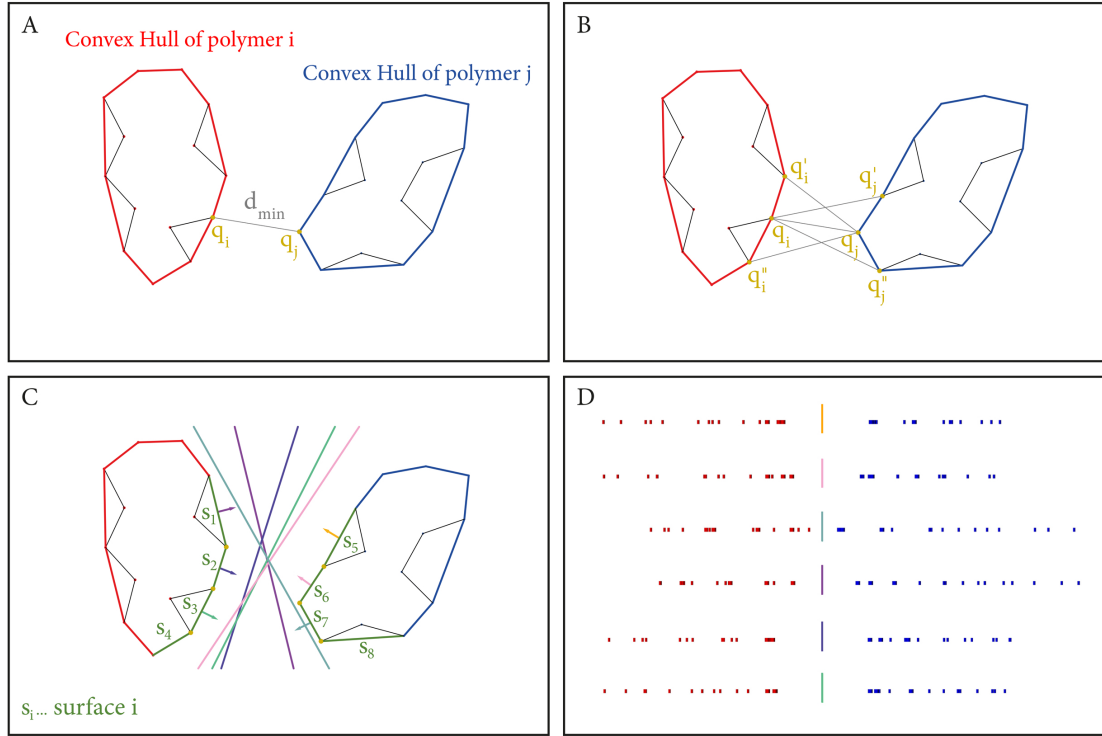 A
Convex Hull of polymer i
Convex Hull of polymer j
d_min
q_i
q_j
B
q_i'
q_j'
q_i
q_j
q_i''
q_j''
C
s_1
s_2
s_3
s_4
s_5
s_6
s_7
s_8
s_i ... surface i
D